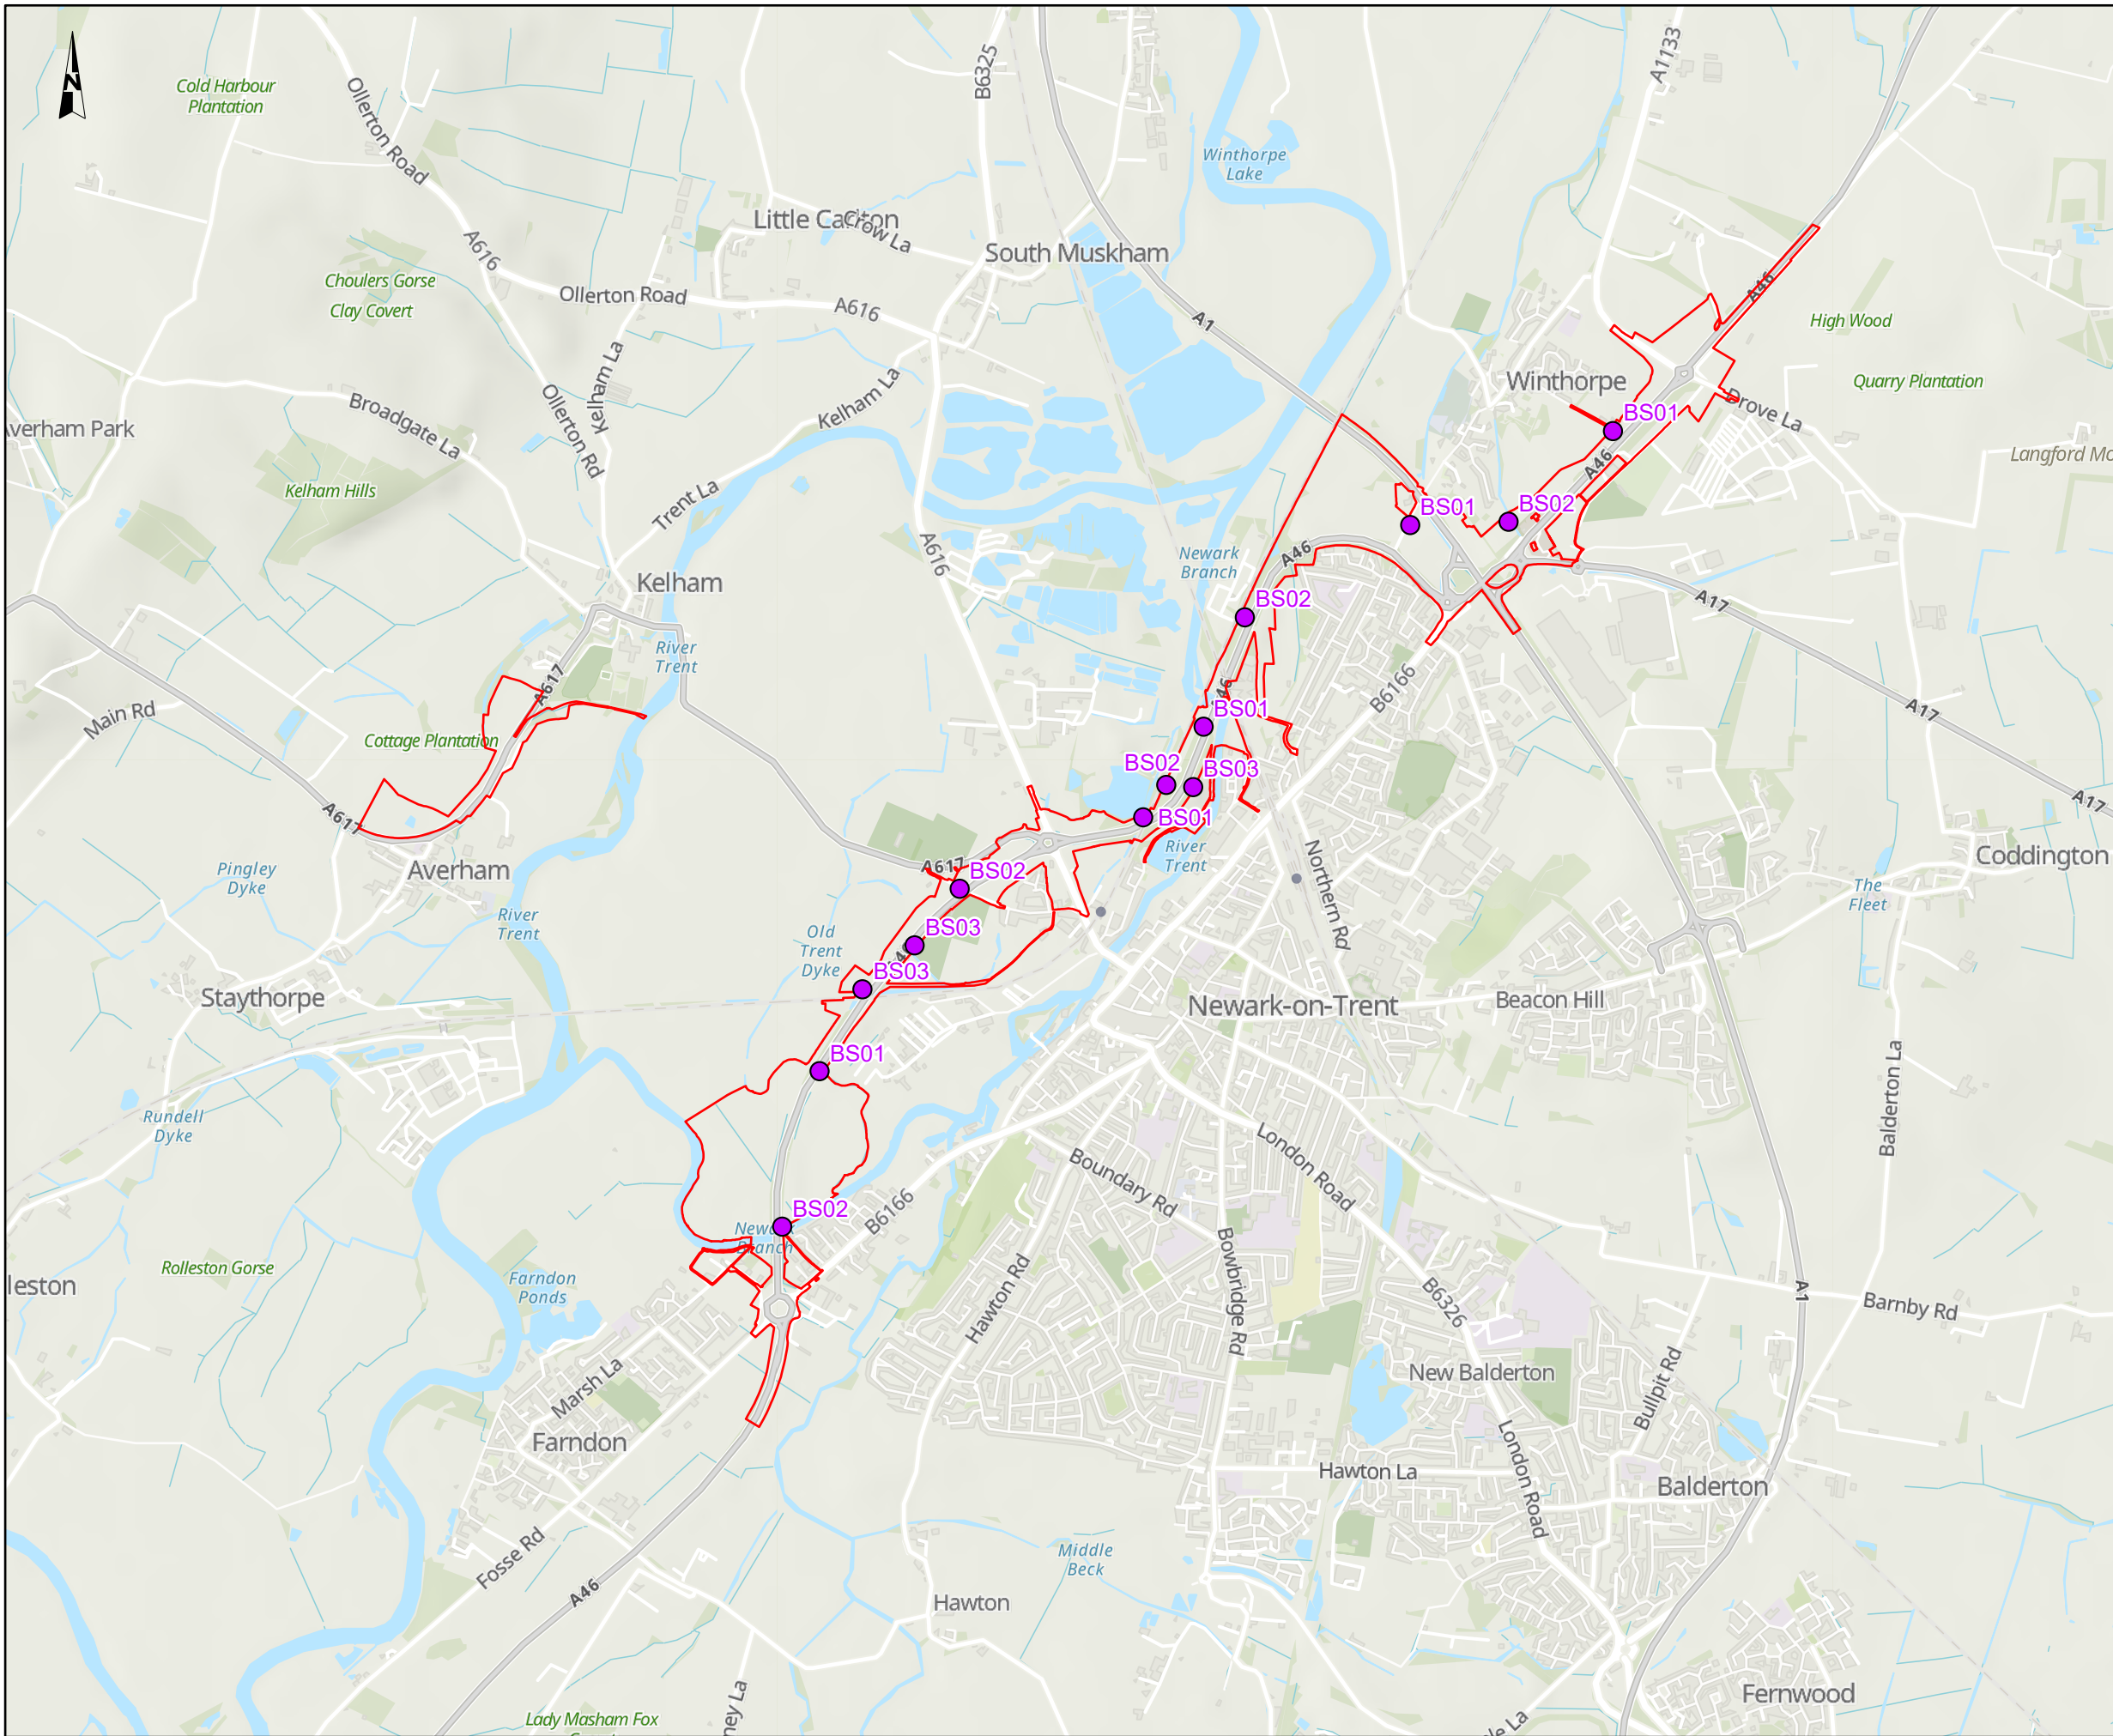 N
Cold Harbour
Plantation
Ollerton Road
B6325
A1133
Winthorpe
Lake
Little Carlton
Crow La
South Muskham
A616
Choulers Gorse
Clay Covert
Ollerton Road
A616
A1
A46
High Wood
Kelham La
Winthorpe
Quarry Plantation
Drove La
Averham Park
Broadgate La
Ollerton Rd
Kelham La
BS01
A46
Kelham Hills
Trent La
BS01
BS02
A616
Newark
Branch
A46
Kelham
BS02
A17
River
Trent
A617
B6166
A17
Main Rd
Cottage Plantation
BS01
BS02
BS03
A17
A617
BS01
Averham
River
Trent
Northern Rd
Coddington
Pingley
Dyke
A617
BS02
The
Fleet
River
Trent
Old
Trent
Dyke
BS03
BS03
Staythorpe
Newark-on-Trent
Beacon Hill
BS01
Balderton La
Rundell
Dyke
London Road
Boundary Rd
BS02
B6166
Newark
Branch
Rolleston Gorse
Farndon
Ponds
Hawton Rd
Bowbridge Rd
B6326
A1
Barnby Rd
Marsh La
New Balderton
Bullpit Rd
Farndon
Hawton La
London Road
Balderton
Fosse Rd
A46
Middle
Beck
Hawton
Fernwood
Lady Masham Fox